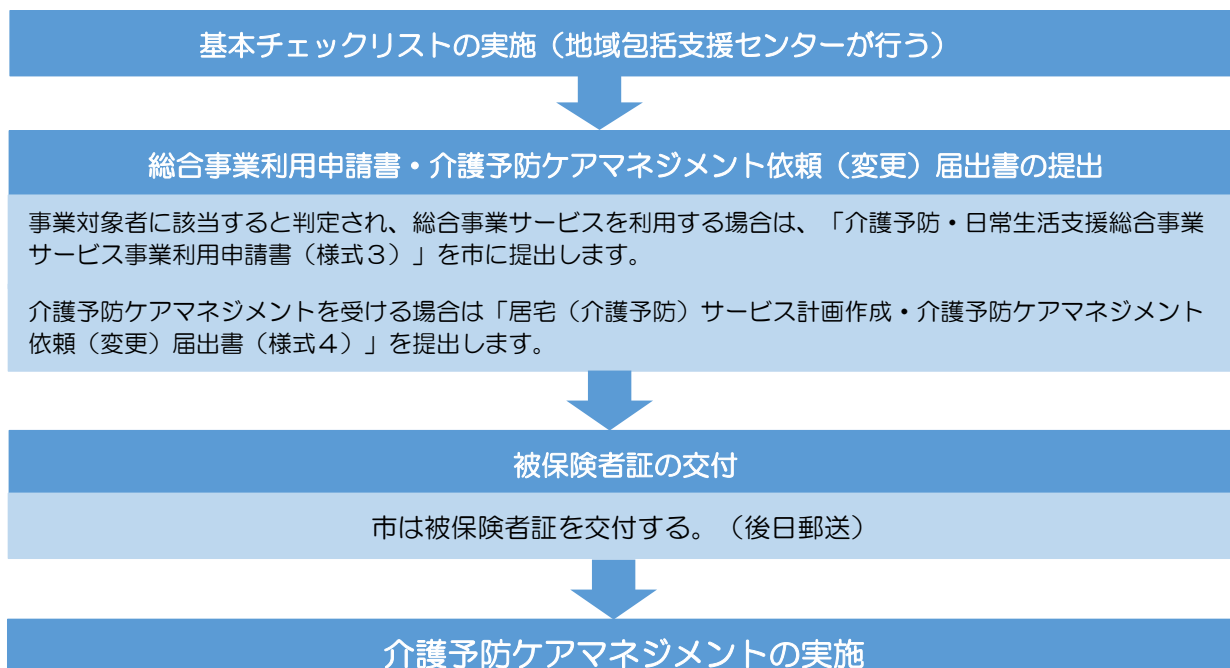 基本チェックリストの実施（地域包括支援センターが行う）
総合事業利用申請書・介護予防ケアマネジメント依頼（変更）届出書の提出
事業対象者に該当すると判定され、総合事業サービスを利用する場合は、「介護予防・日常生活支援総合事業
サービス事業利用申請書（様式３）」を市に提出します。
介護予防ケアマネジメントを受ける場合は「居宅（介護予防）サービス計画作成・介護予防ケアマネジメント
依頼（変更）届出書（様式４）」を提出します。
被保険者証の交付
市は被保険者証を交付する。（後日郵送）
介護予防ケアマネジメントの実施